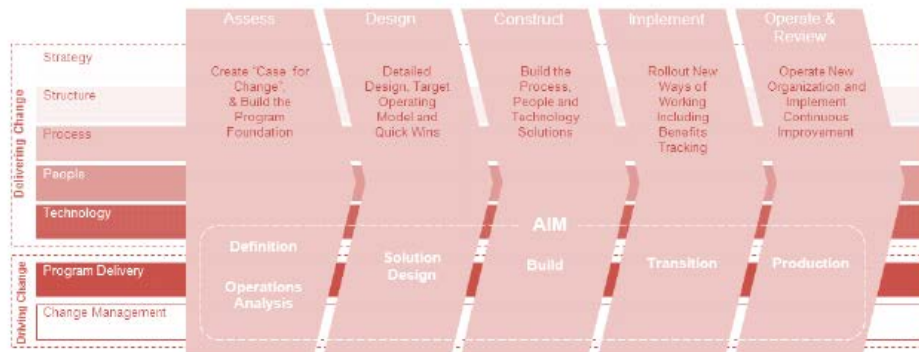 Assess
Design
Construct
Implement
Operate &
Review
Delivering Change
Strategy
Structure
Process
People
Technology
Create "Case for
Change",
& Build the
Program
Foundation
Detailed
Design, Target
Operating
Model and
Quick Wins
Build the
Process,
People and
Technology
Solutions
Rollout New
Ways of
Working
Including
Benefits
Tracking
Operate New
Organization and
Implement
Continuous
Improvement
AIM
Definition
Operations
Analysis
Solution
Design
Build
Transition
Production
Driving Change
Program Delivery
Change Management